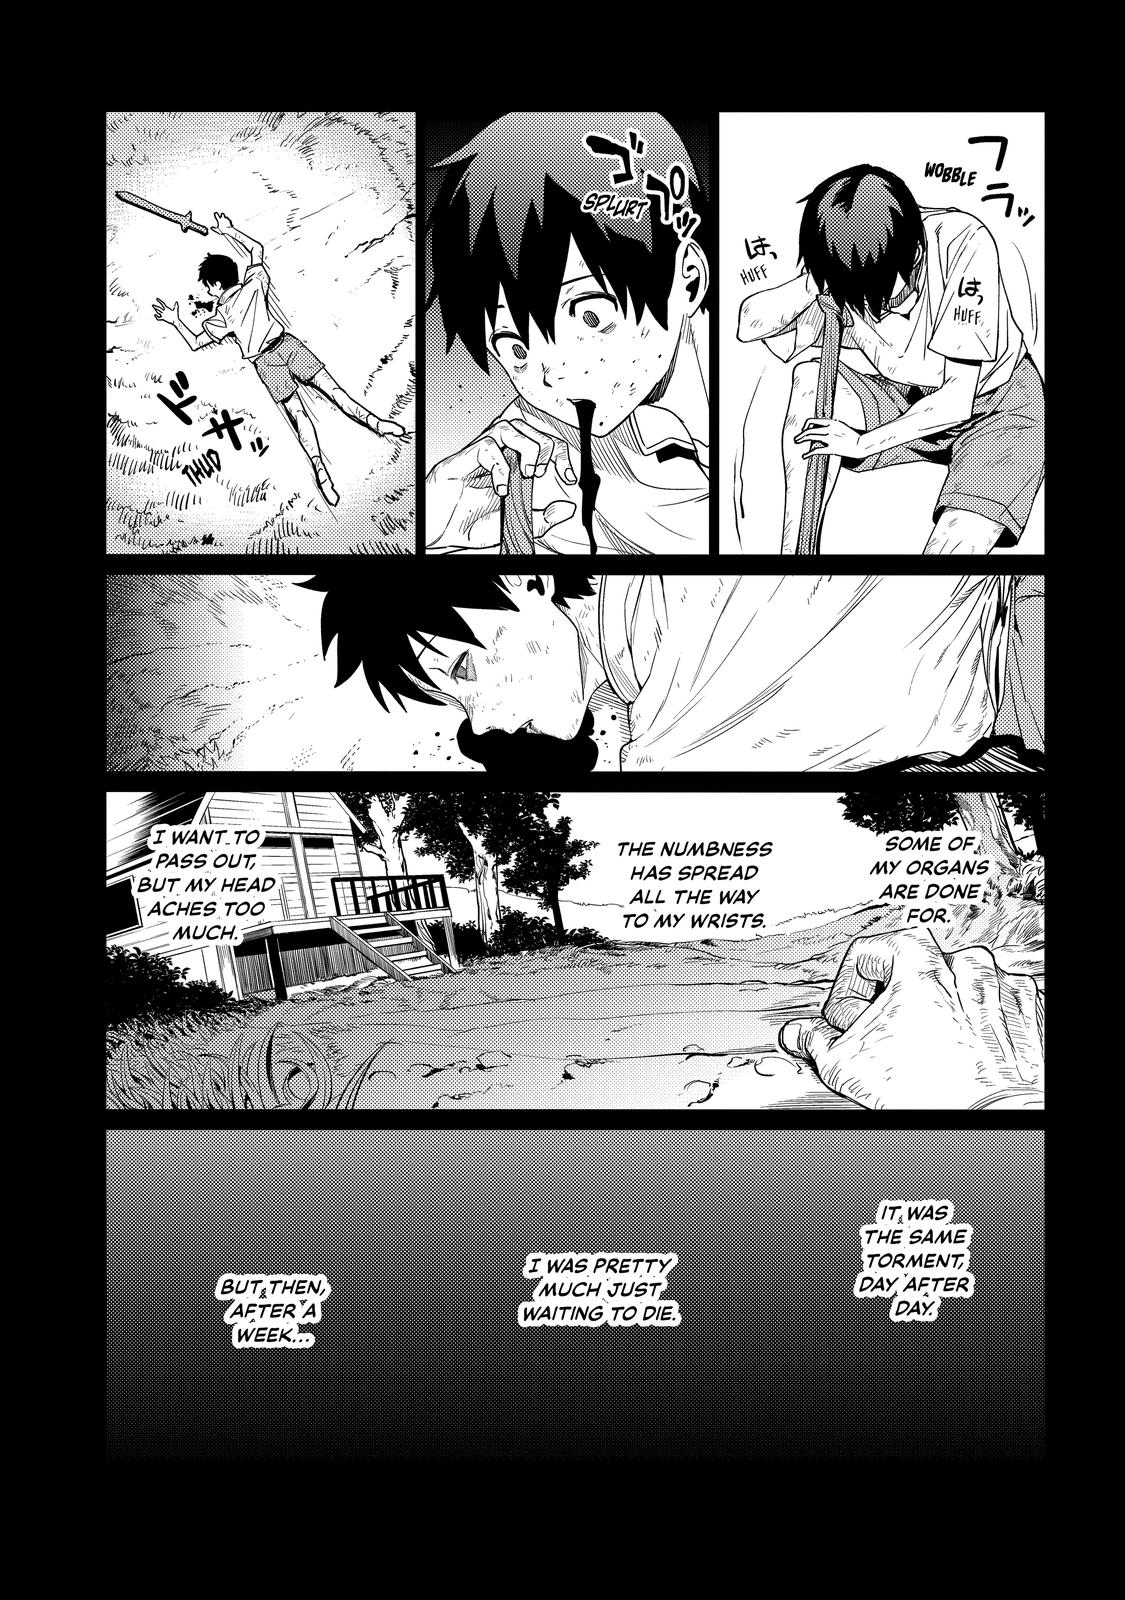 フラッ
WOBBLE
は、
HUFF
は、
HUFF
ゴプッ
SPLURT
ドサッ
THUD
SOME OF
MY ORGANS
ARE DONE
FOR.
THE NUMBNESS
HAS SPREAD
ALL THE WAY
TO MY WRISTS.
I WANT TO
PASS OUT,
BUT MY HEAD
ACHES TOO
MUCH.
IT WAS
THE SAME
TORMENT,
DAY AFTER
DAY.
I WAS PRETTY
MUCH JUST
WAITING TO DIE.
BUT THEN,
AFTER A
WEEK...